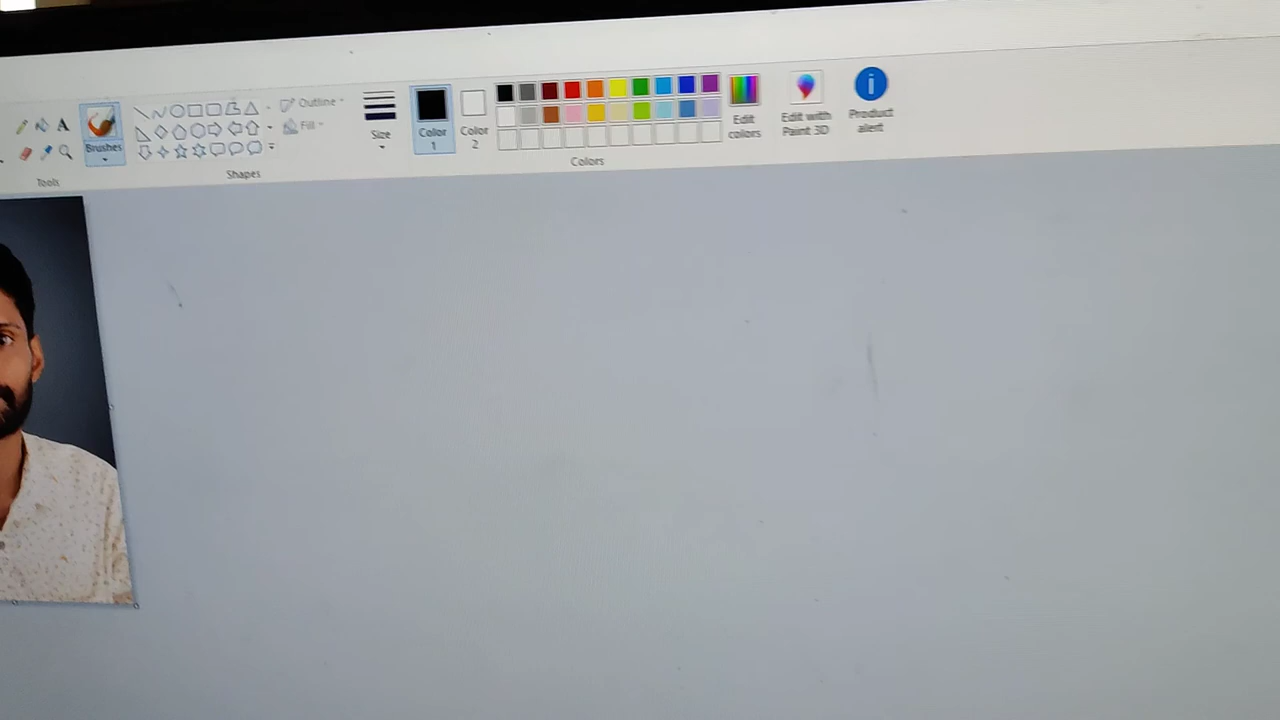 Outline
Fill
Brushes
Size
Color 1
Color 2
Edit colors
Edit with Paint 3D
Product alert
Tools
Shapes
Colors